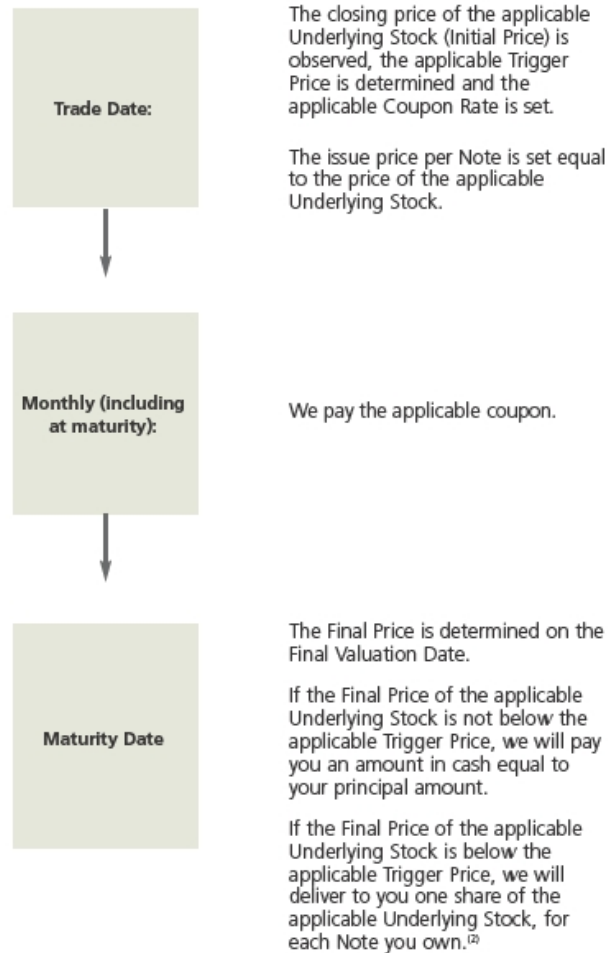 The closing price of the applicable
Underlying Stock (Initial Price) is
observed, the applicable Trigger
Price is determined and the
applicable Coupon Rate is set.
Trade Date:
The issue price per Note is set equal
to the price of the applicable
Underlying Stock.
Monthly (including
at maturity):
We pay the applicable coupon.
The Final Price is determined on the
Final Valuation Date.
If the Final Price of the applicable
Underlying Stock is not below the
applicable Trigger Price, we will pay
you an amount in cash equal to
your principal amount.
Maturity Date
If the Final Price of the applicable
Underlying Stock is below the
applicable Trigger Price, we will
deliver to you one share of the
applicable Underlying Stock, for
each Note you own.(2)